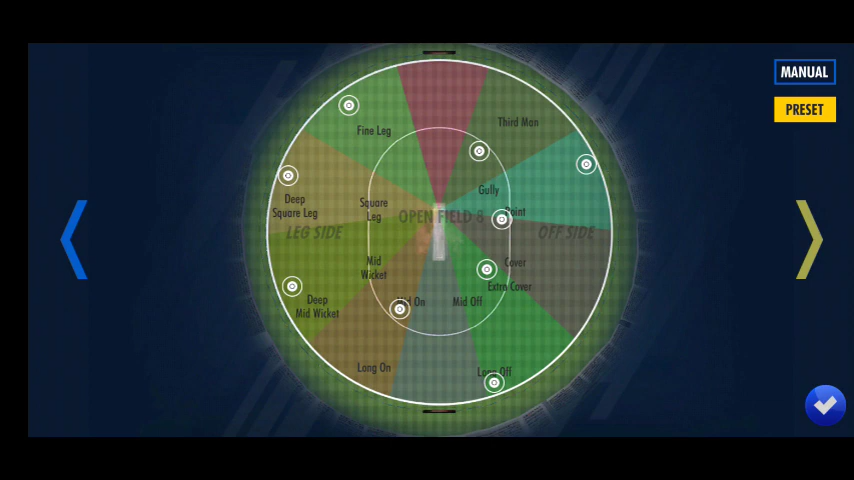 MANUAL
PRESET
Third Man
Fine Leg
Gully
Deep
Square Leg
Square
Leg
OPEN FIELD 8
Point
LEG SIDE
OFF SIDE
Mid
Wicket
Cover
Extra Cover
Deep
Mid Wicket
Mid On
Mid Off
Long On
Long Off